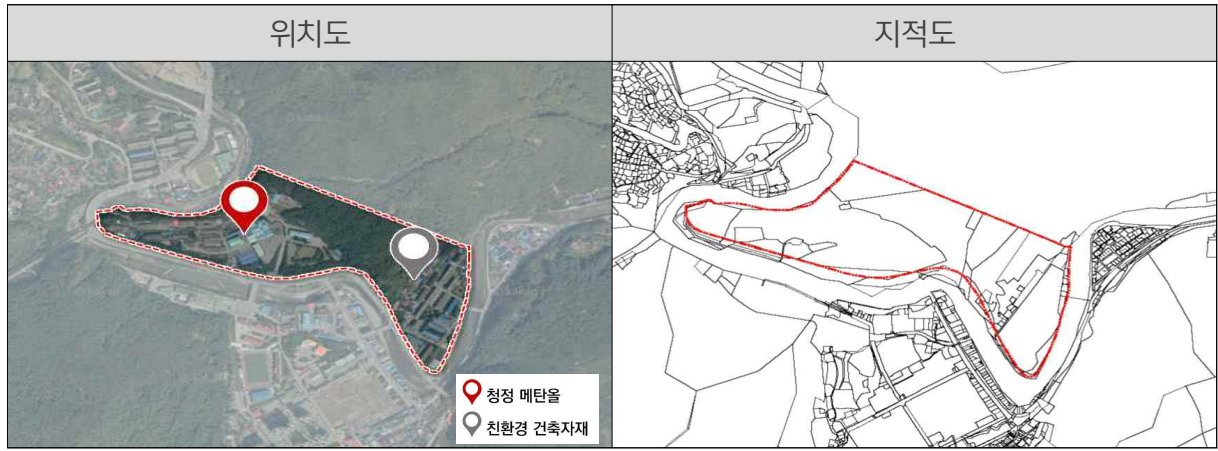 위치도
지적도
청정 메탄올
친환경 건축자재